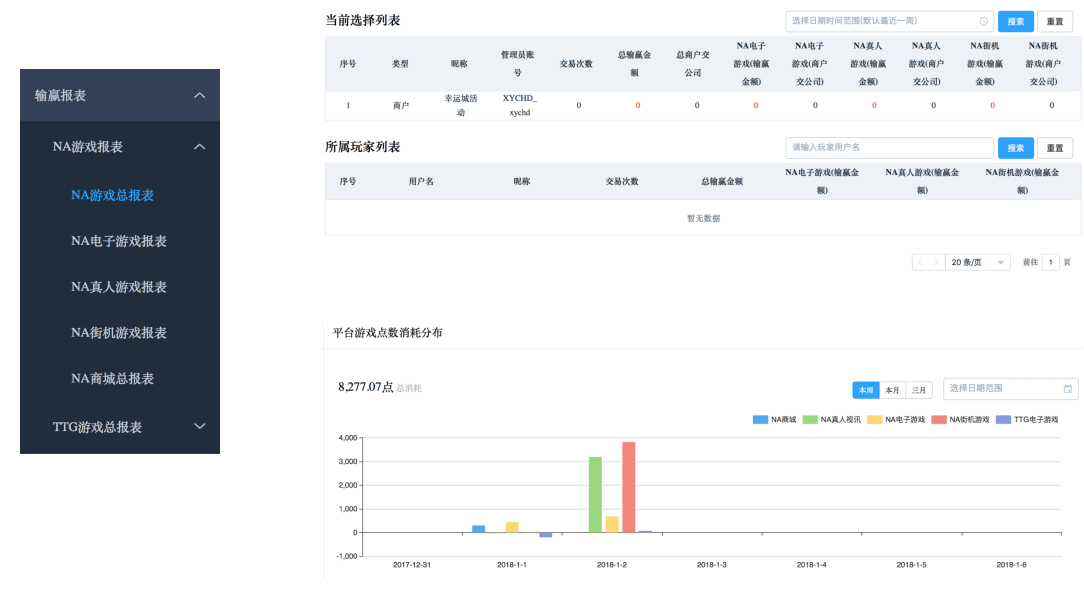 输赢报表
NA游戏报表
NA游戏总报表
NA电子游戏报表
NA真人游戏报表
NA街机游戏报表
NA商城总报表
TTG游戏总报表
当前选择列表
选择日期时间范围(默认最近一周)
搜索 重置
序号 类型 昵称 管理员账号 交易次数 总输赢金额 总商户交公司 NA电子游戏(输赢金额) NA电子游戏(商户交公司) NA真人游戏(输赢金额) NA真人游戏(商户交公司) NA街机游戏(输赢金额) NA街机游戏(商户交公司)
1 商户 幸运城活动 XYCHD_xychd 0 0 0 0 0 0 0 0 0
所属玩家列表
请输入玩家用户名
搜索 重置
序号 用户名 昵称 交易次数 总输赢金额 NA电子游戏(输赢金额) NA真人游戏(输赢金额) NA街机游戏(输赢金额)
暂无数据
20 条/页 前往 1 页
平台游戏点数消耗分布
8,277.07点 总消耗
本周 本月 三月 选择日期范围
NA商城 NA真人视讯 NA电子游戏 NA街机游戏 TTG电子游戏
4,000
3,000
2,000
1,000
0
-1,000
2017-12-31 2018-1-1 2018-1-2 2018-1-3 2018-1-4 2018-1-5 2018-1-6